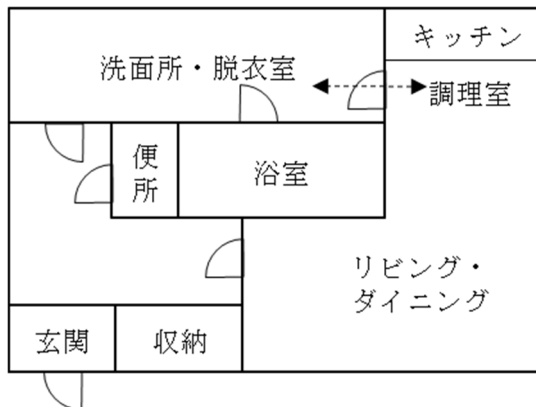 キッチン
洗面所・脱衣室
調理室
便
所
浴室
リビング・
ダイニング
玄関
収納